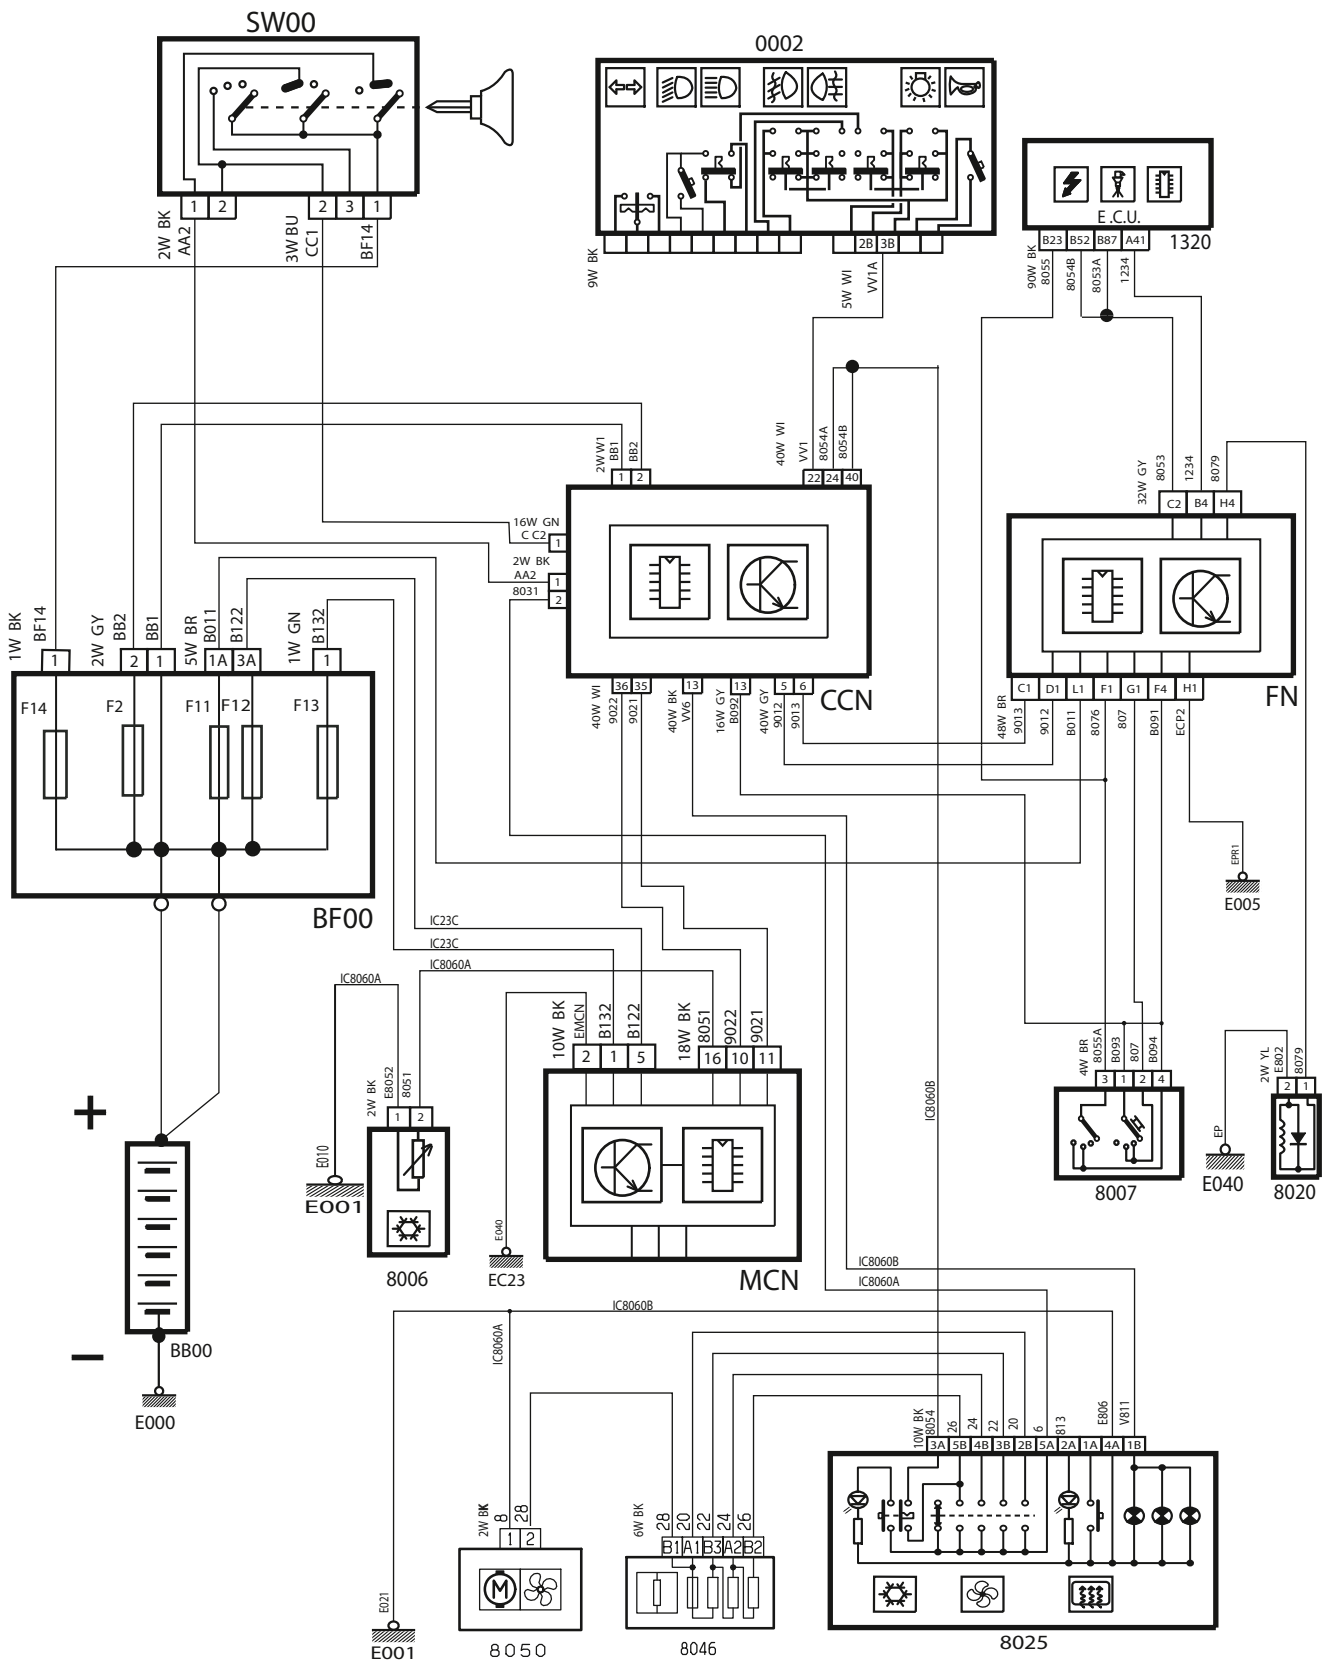 SW00
0002
1
2
2
3
1
2W BK
AA2
3W BU
CC1
BF14
2B
3B
9W BK
5W WI
VV1A
E.C.U.
1320
B23
B52
B87
A41
90W BK
8055
8054B
8053A
1234
2W W1
BB1
BB2
1
2
40W WI
VV1
8054A
8054B
22
24
40
32W GY
8053
1234
8079
C2
B4
H4
16W GN
C C2
1
2W BK
AA2
1
8031
2
CCN
36
35
13
13
5
6
40W WI
9022
9021
40W BK
VV6
16W GY
B092
40W GY
9012
9013
FN
C1
D1
L1
F1
G1
F4
H1
48W BR
9013
9012
B011
8076
807
B091
ECP2
1W BK
BF14
2W GY
BB2
BB1
5W BR
B011
B122
1W GN
B132
1
2
1
1A
3A
1
F14
F2
F11
F12
F13
BF00
EPR1
E005
IC23C
IC23C
IC8060A
IC8060A
10W BK
EMCN
B132
B122
18W BK
8051
9022
9021
2
1
5
16
10
11
MCN
2W BK
E8052
8051
1
2
8006
E010
E001
E040
EC23
IC8060B
4W BR
8055A
B093
807
B094
3
1
2
4
8007
2W YL
E802
8079
2
1
8020
EP
E040
+
−
BB00
E000
IC8060B
IC8060A
IC8060B
IC8060A
10W BK
8054
26
24
22
20
6
813
E806
V811
3A
5B
4B
3B
2B
5A
2A
1A
4A
1B
8025
2W BK
8
28
1
2
M
8050
6W BK
28
20
22
24
26
B1
A1
B3
A2
B2
8046
E021
E001